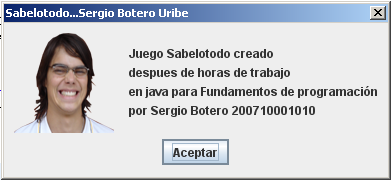 Sabelotodo...Sergio Botero Uribe
Juego Sabelotodo creado
despues de horas de trabajo
en java para Fundamentos de programación
por Sergio Botero 200710001010
Aceptar